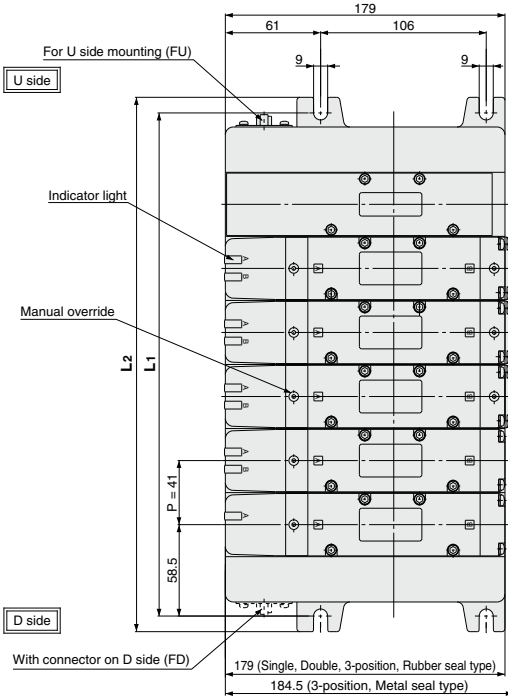 179
61
106
For U side mounting (FU)
9
9
U side
Indicator light
A
B
A
B
Manual override
A
B
L2
L1
A
B
A
B
A
B
A
B
P = 41
A
B
A
A
B
58.5
D side
With connector on D side (FD)
179 (Single, Double, 3-position, Rubber seal type)
184.5 (3-position, Metal seal type)